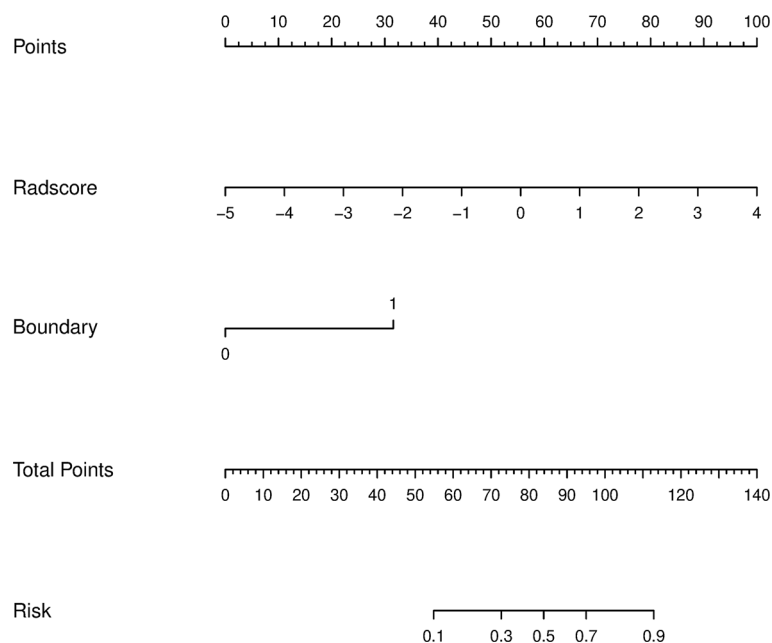 0 10 20 30 40 50 60 70 80 90 100
Points
Radscore
−5 −4 −3 −2 −1 0 1 2 3 4
1
Boundary
0
Total Points
0 10 20 30 40 50 60 70 80 90 100 120 140
Risk
0.1 0.3 0.5 0.7 0.9